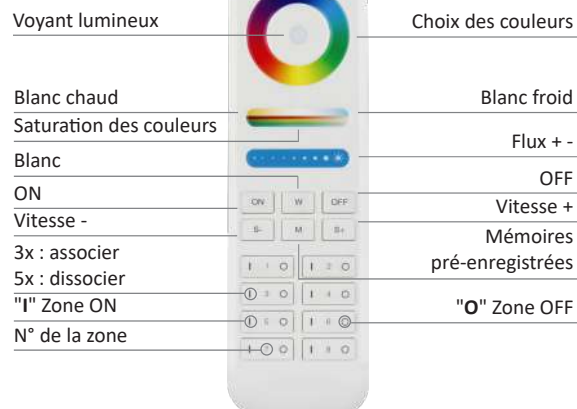 Voyant lumineux
Choix des couleurs
Blanc chaud
Blanc froid
Saturation des couleurs
Flux + -
Blanc
OFF
ON
Vitesse +
Vitesse -
Mémoires
pré-enregistrées
3x : associer
5x : dissocier
"I" Zone ON
"O" Zone OFF
N° de la zone
ON W OFF
S- M S+
I 1 O I 2 O
I 3 O I 4 O
I 5 O I 6 O
I 7 O I 8 O